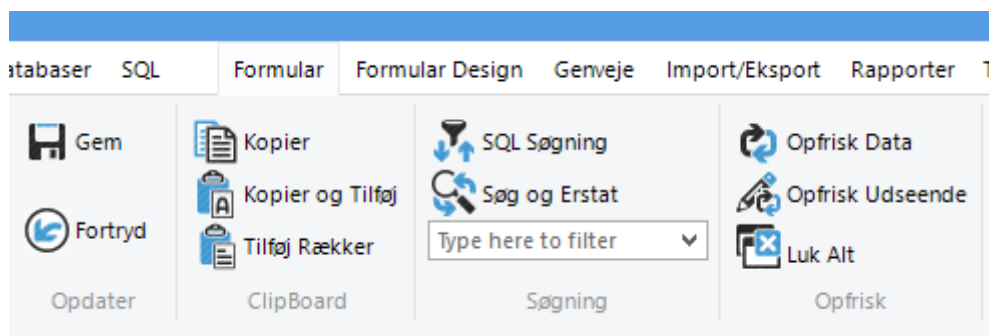 atabaser SQL Formular Formular Design Genveje Import/Eksport Rapporter T
Gem
Fortryd
Opdater
Kopier
Kopier og Tilføj
A
Tilføj Rækker
ClipBoard
SQL Søgning
Søg og Erstat
Type here to filter
Søgning
Opfrisk Data
Opfrisk Udseende
Luk Alt
Opfrisk